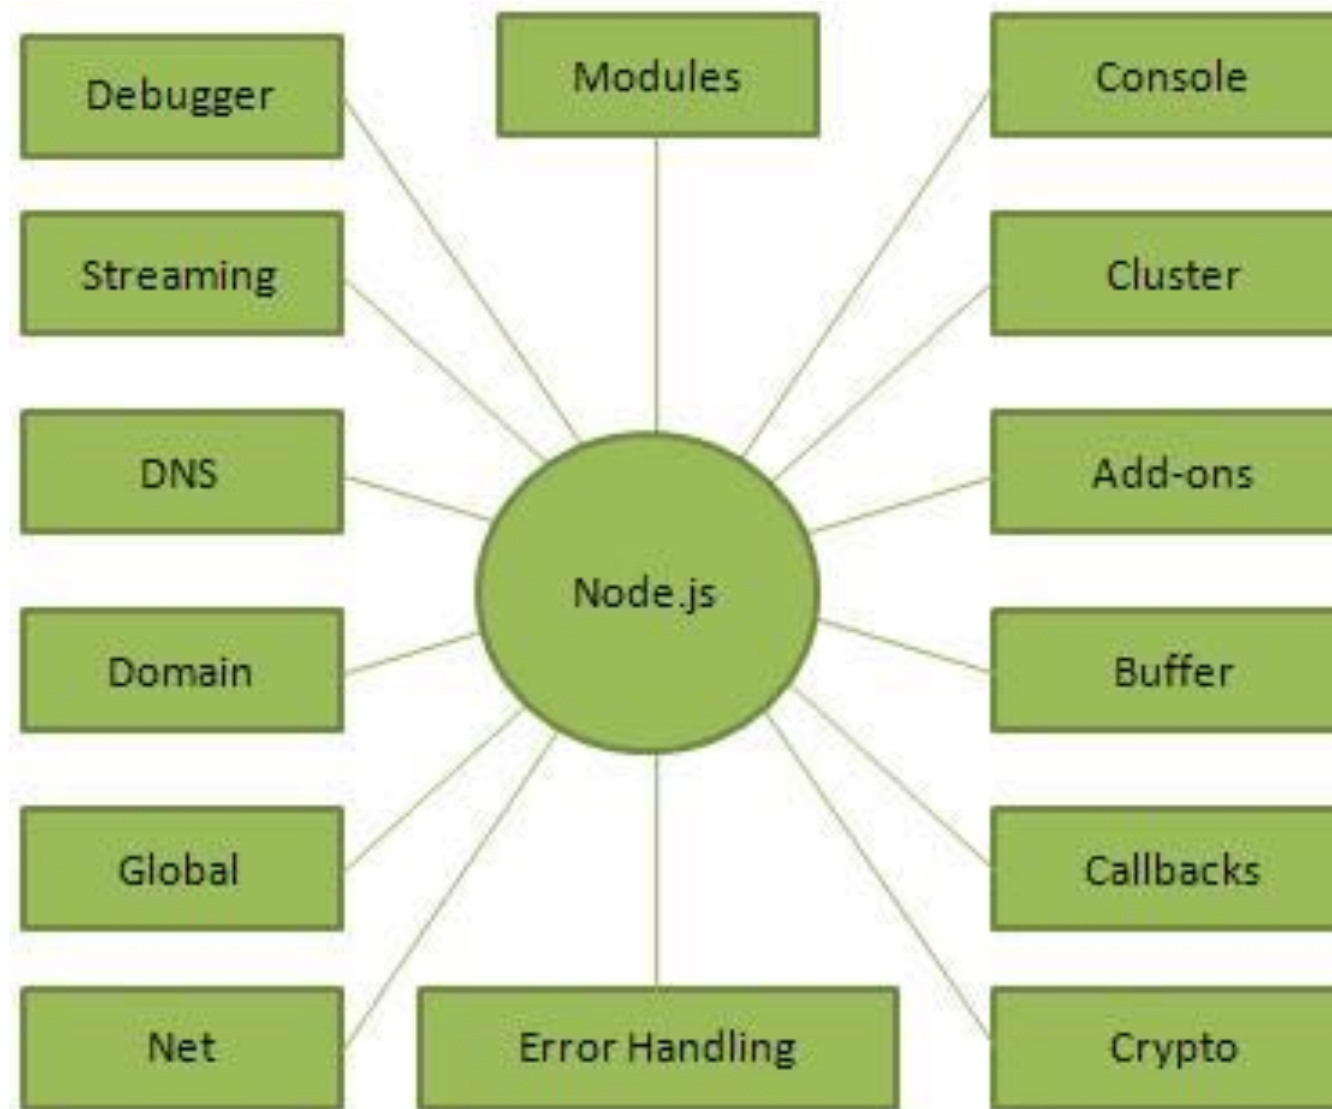 Debugger
Modules
Console
Streaming
Cluster
DNS
Add-ons
Node.js
Domain
Buffer
Global
Callbacks
Net
Error Handling
Crypto